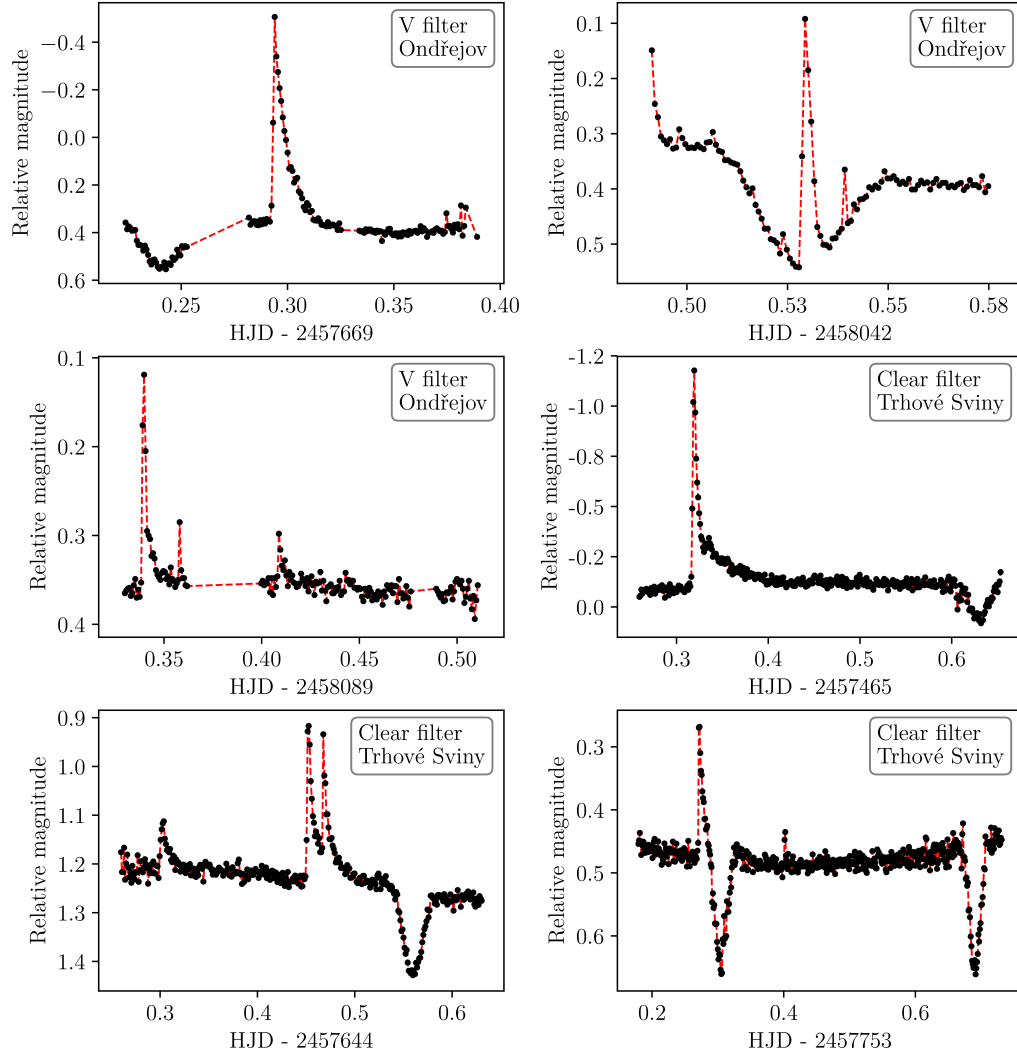 V filter
Ondřejov
Relative magnitude
−0.4
−0.2
0.0
0.2
0.4
0.6
0.25
0.30
0.35
0.40
HJD - 2457669
V filter
Ondřejov
Relative magnitude
0.1
0.2
0.3
0.4
0.5
0.50
0.53
0.55
0.58
HJD - 2458042
V filter
Ondřejov
Relative magnitude
0.1
0.2
0.3
0.4
0.35
0.40
0.45
0.50
HJD - 2458089
Clear filter
Trhové Sviny
Relative magnitude
-1.2
-1.0
-0.8
-0.5
-0.2
0.0
0.3
0.4
0.5
0.6
HJD - 2457465
Clear filter
Trhové Sviny
Relative magnitude
0.9
1.0
1.1
1.2
1.3
1.4
0.3
0.4
0.5
0.6
HJD - 2457644
Clear filter
Trhové Sviny
Relative magnitude
0.3
0.4
0.5
0.6
0.2
0.4
0.6
HJD - 2457753